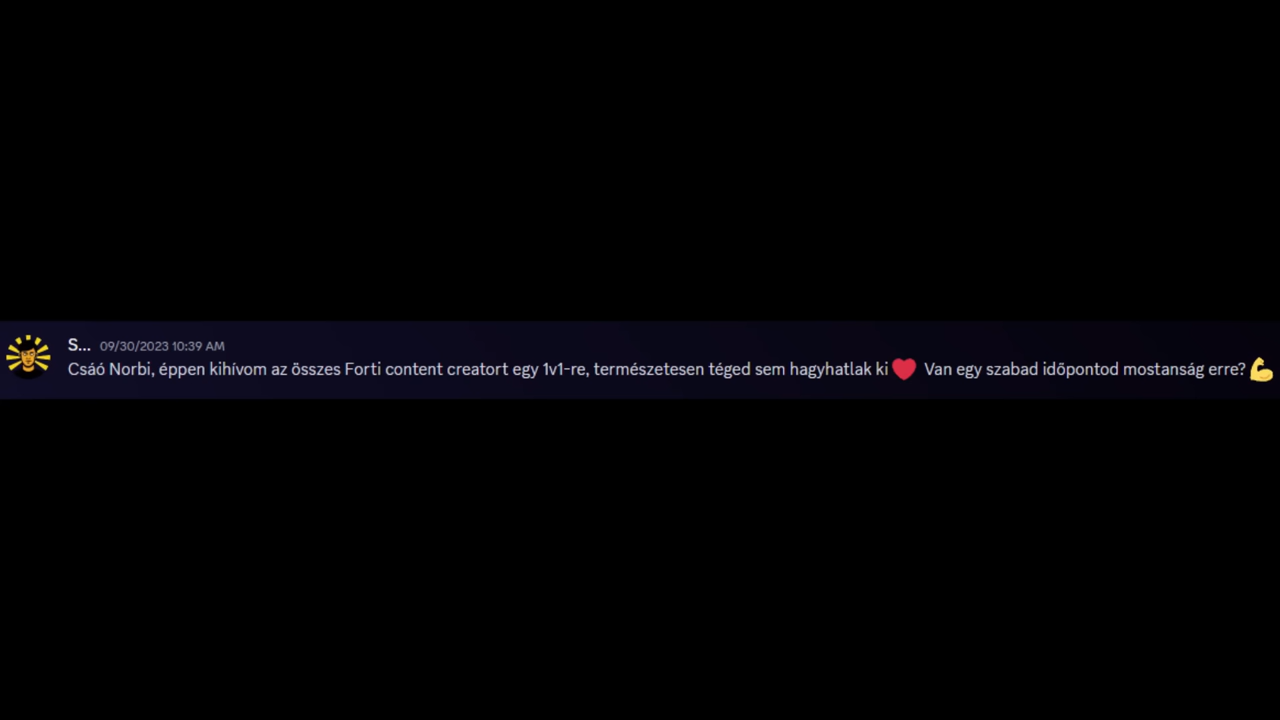 S... 09/30/2023 10:39 AM
Csáó Norbi, éppen kihívom az összes Forti content creatort egy 1v1-re, természetesen téged sem hagyhatlak ki❤️ Van egy szabad időpontod mostanság erre?💪